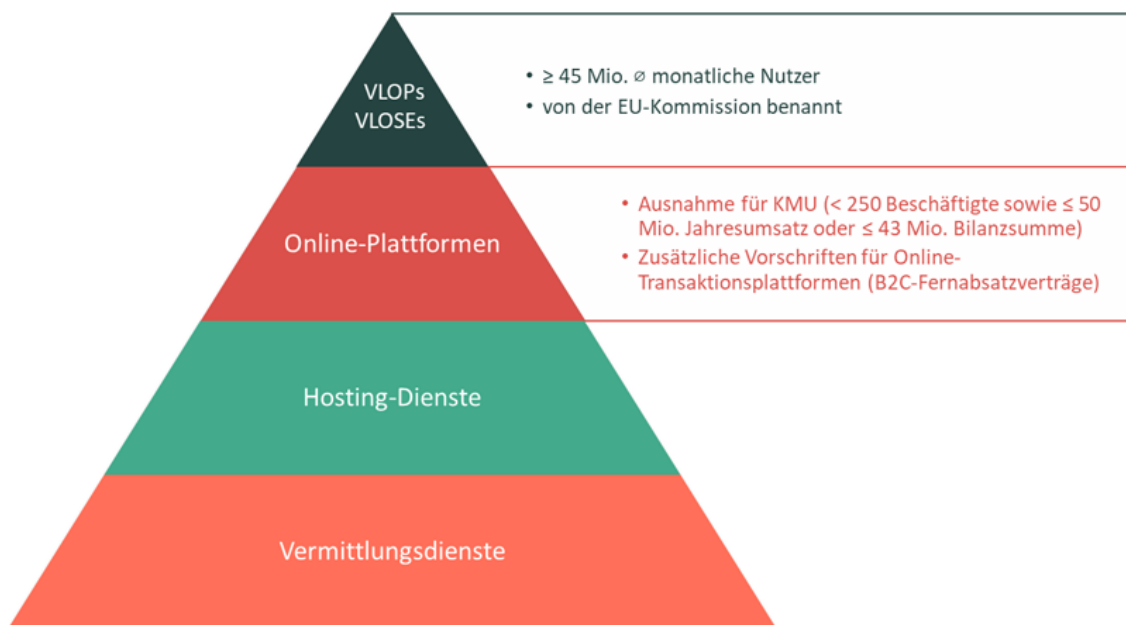 VLOPs
VLOSEs
• ≥ 45 Mio. ⌀ monatliche Nutzer
• von der EU-Kommission benannt
Online-Plattformen
• Ausnahme für KMU (< 250 Beschäftigte sowie ≤ 50
Mio. Jahresumsatz oder ≤ 43 Mio. Bilanzsumme)
• Zusätzliche Vorschriften für Online-
Transaktionsplattformen (B2C-Fernabsatzverträge)
Hosting-Dienste
Vermittlungsdienste